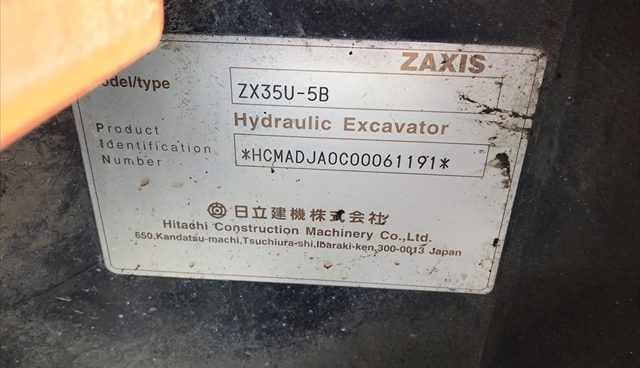 ZAXIS
odel/type
ZX35U-5B
Hydraulic Excavator
Product
Identification
Number
*HCMADJA0C00061191*
日立建機株式会社
Hitachi Construction Machinery Co.,Ltd.
650,Kandatsu-machi,Tsuchiura-shi,Ibaraki-ken,300-0013 Japan